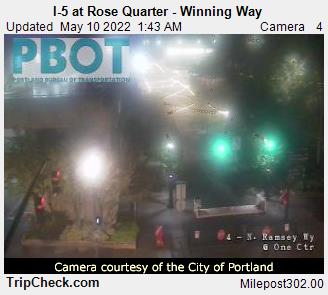 I-5 at Rose Quarter - Winning Way
Updated May 10 2022 1:43 AM Camera 4
PBOT
PORTLAND BUREAU OF TRANSPORTATION
4 - N. Ramsey Wy
@ One Ctr
Camera courtesy of the City of Portland
TripCheck.com Milepost302.00